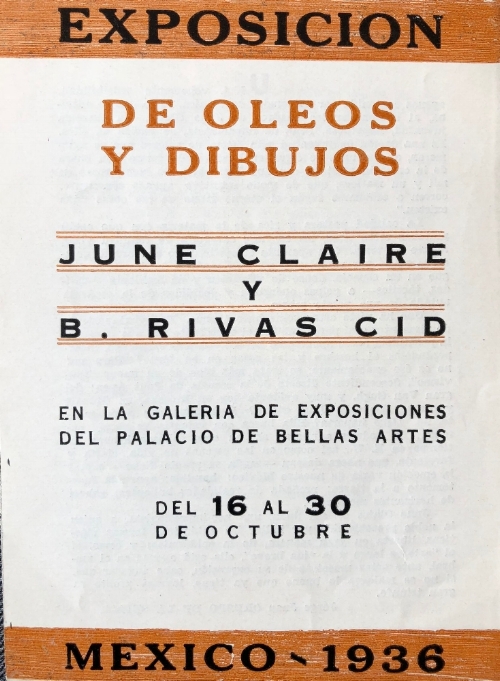 EXPOSICION
DE OLEOS
Y DIBUJOS
JUNE CLAIRE
Y
B. RIVAS CID
EN LA GALERIA DE EXPOSICIONES
DEL PALACIO DE BELLAS ARTES
DEL 16 AL 30
DE OCTUBRE
MEXICO - 1936